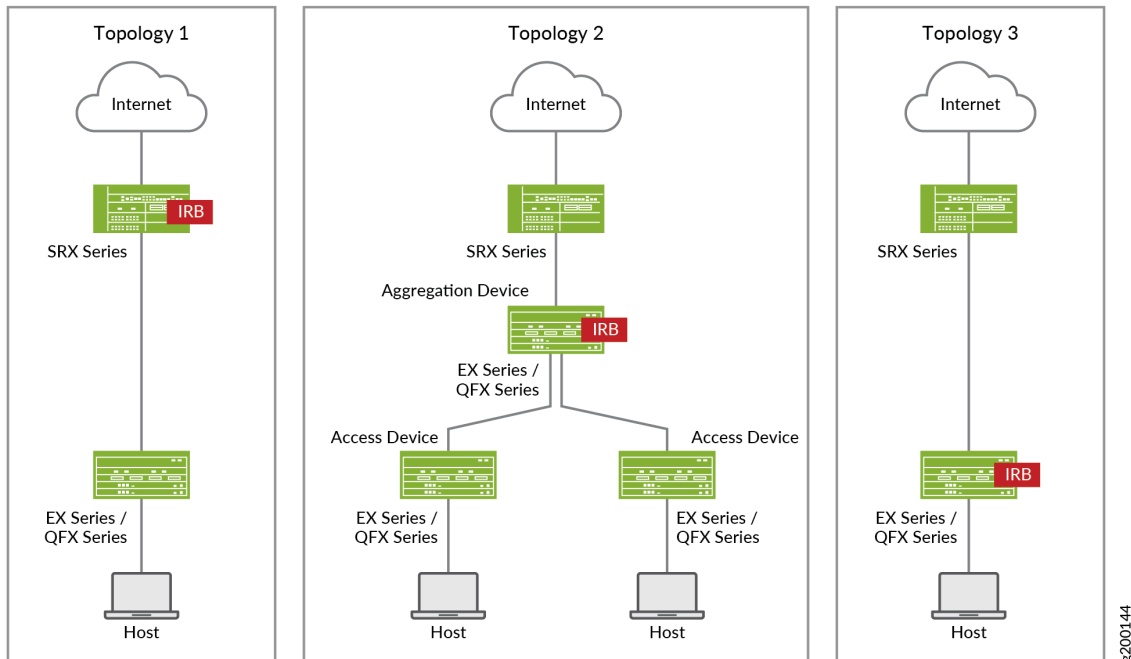 Topology 1
Internet
IRB
SRX Series
EX Series /
QFX Series
Host
Topology 2
Internet
SRX Series
Aggregation Device
IRB
EX Series /
QFX Series
Access Device
Access Device
EX Series /
QFX Series
EX Series /
QFX Series
Host
Host
Topology 3
Internet
SRX Series
IRB
EX Series /
QFX Series
Host
g200144